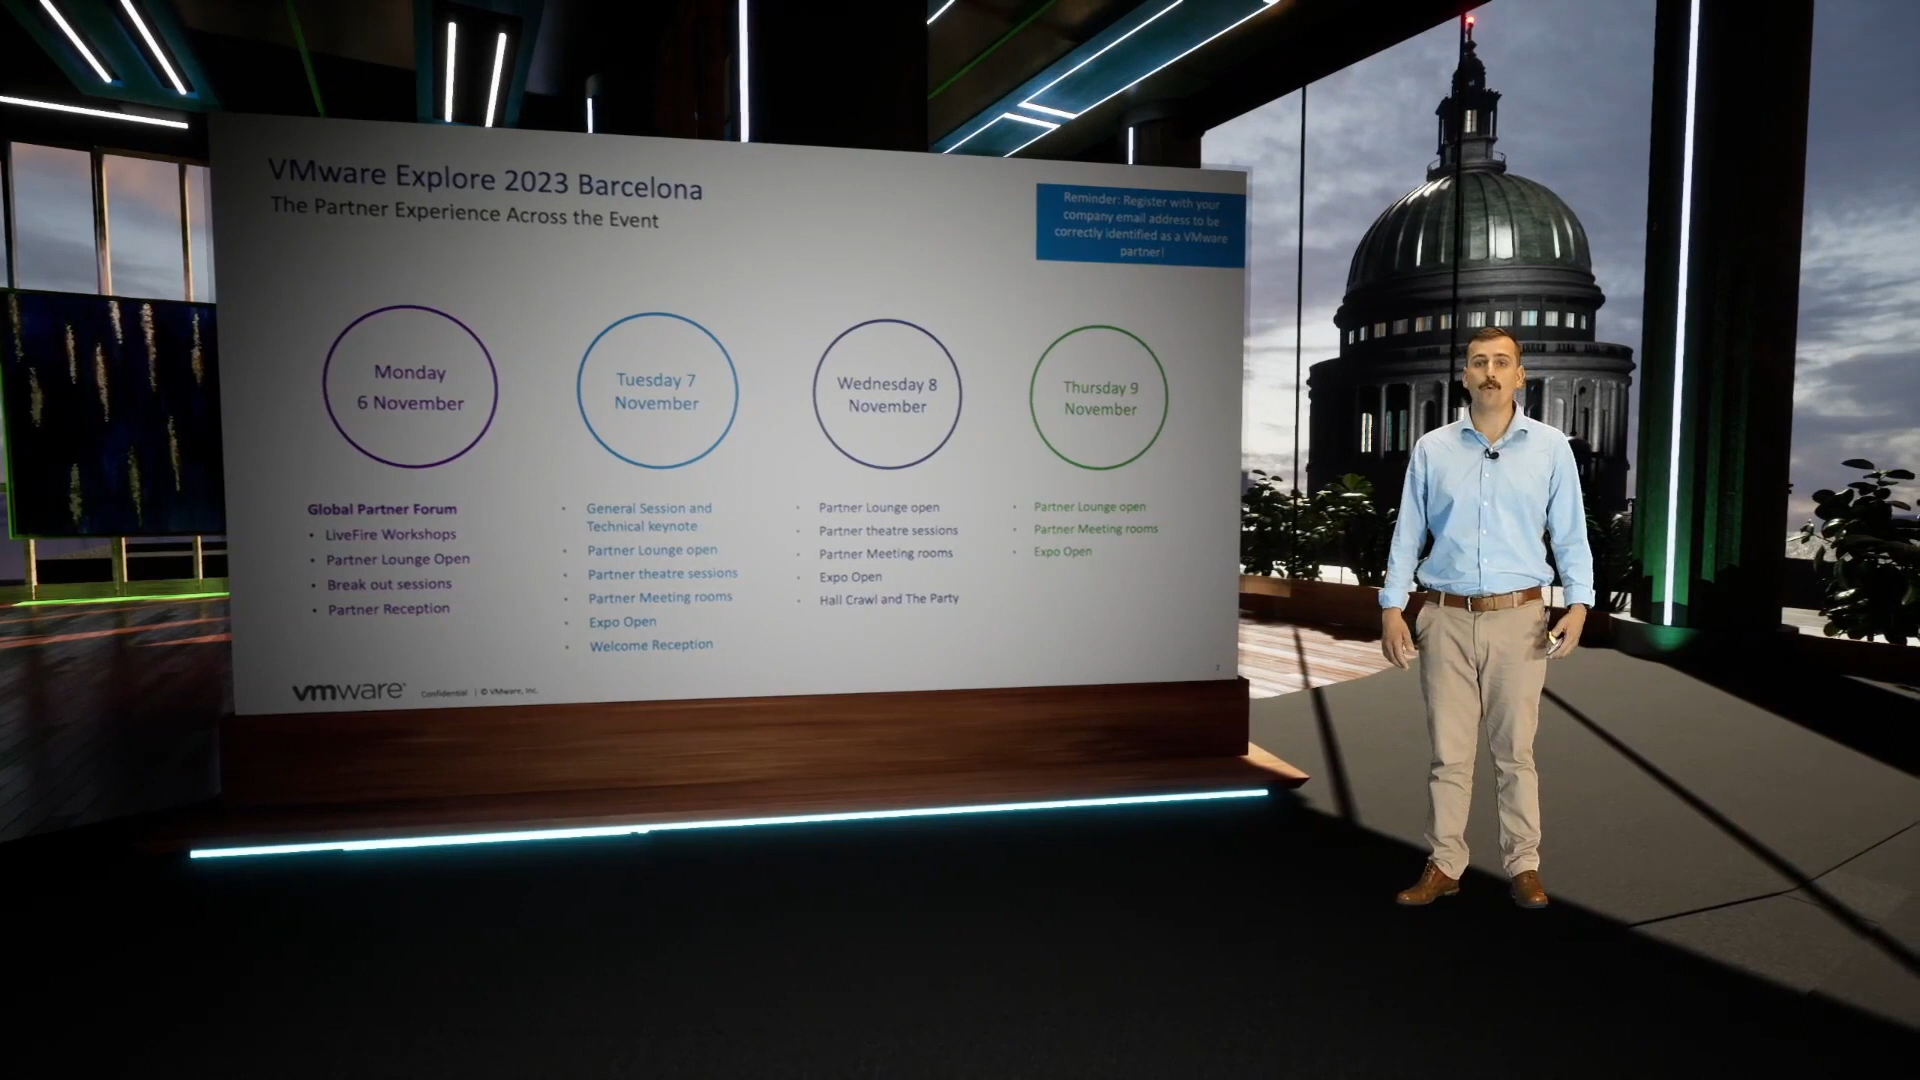 VMware Explore 2023 Barcelona
The Partner Experience Across the Event
Reminder: Register with your
company email address to be
correctly identified as a VMware
partner!
Monday
6 November
Global Partner Forum
• LiveFire Workshops
• Partner Lounge Open
• Break out sessions
• Partner Reception
Tuesday 7
November
• General Session and
Technical keynote
• Partner Lounge open
• Partner theatre sessions
• Partner Meeting rooms
• Expo Open
• Welcome Reception
Wednesday 8
November
• Partner Lounge open
• Partner theatre sessions
• Partner Meeting rooms
• Expo Open
• Hall Crawl and The Party
Thursday 9
November
• Partner Lounge open
• Partner Meeting rooms
• Expo Open
vmware® Confidential | © VMware, Inc.
2